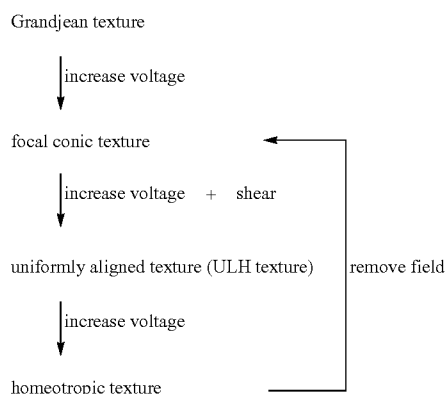 Grandjean texture
increase voltage
focal conic texture
increase voltage + shear
uniformly aligned texture (ULH texture)
remove field
increase voltage
homeotropic texture